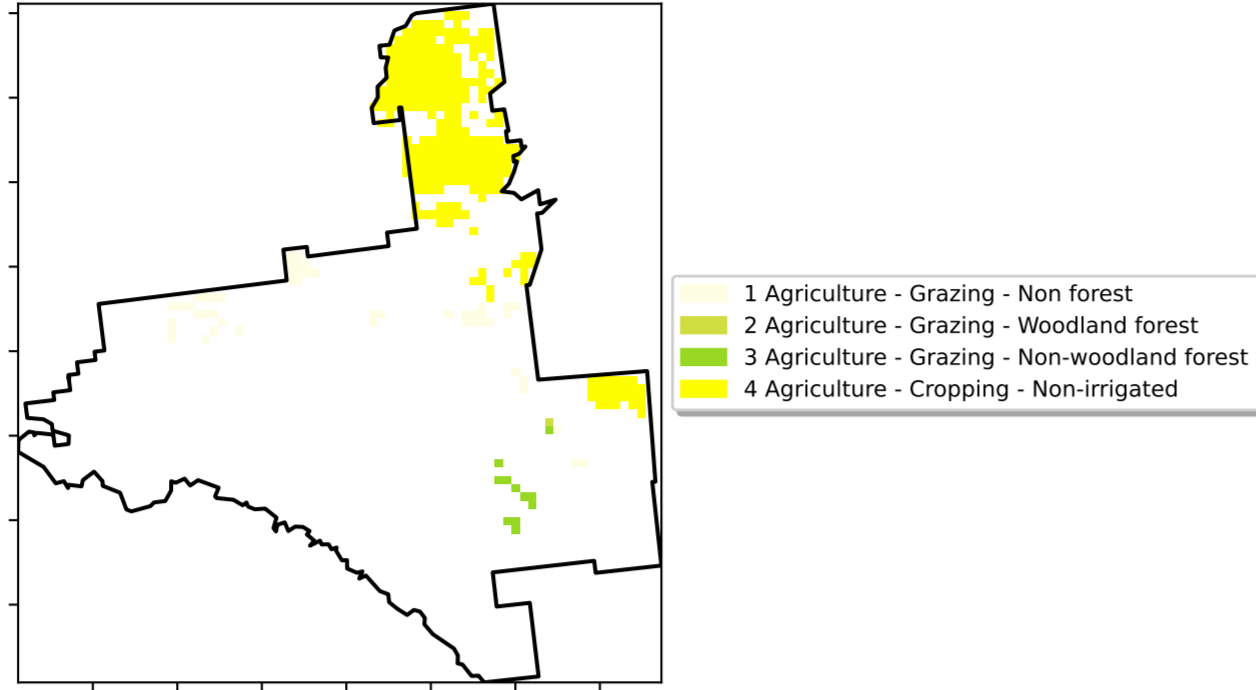 1 Agriculture - Grazing - Non forest
2 Agriculture - Grazing - Woodland forest
3 Agriculture - Grazing - Non-woodland forest
4 Agriculture - Cropping - Non-irrigated